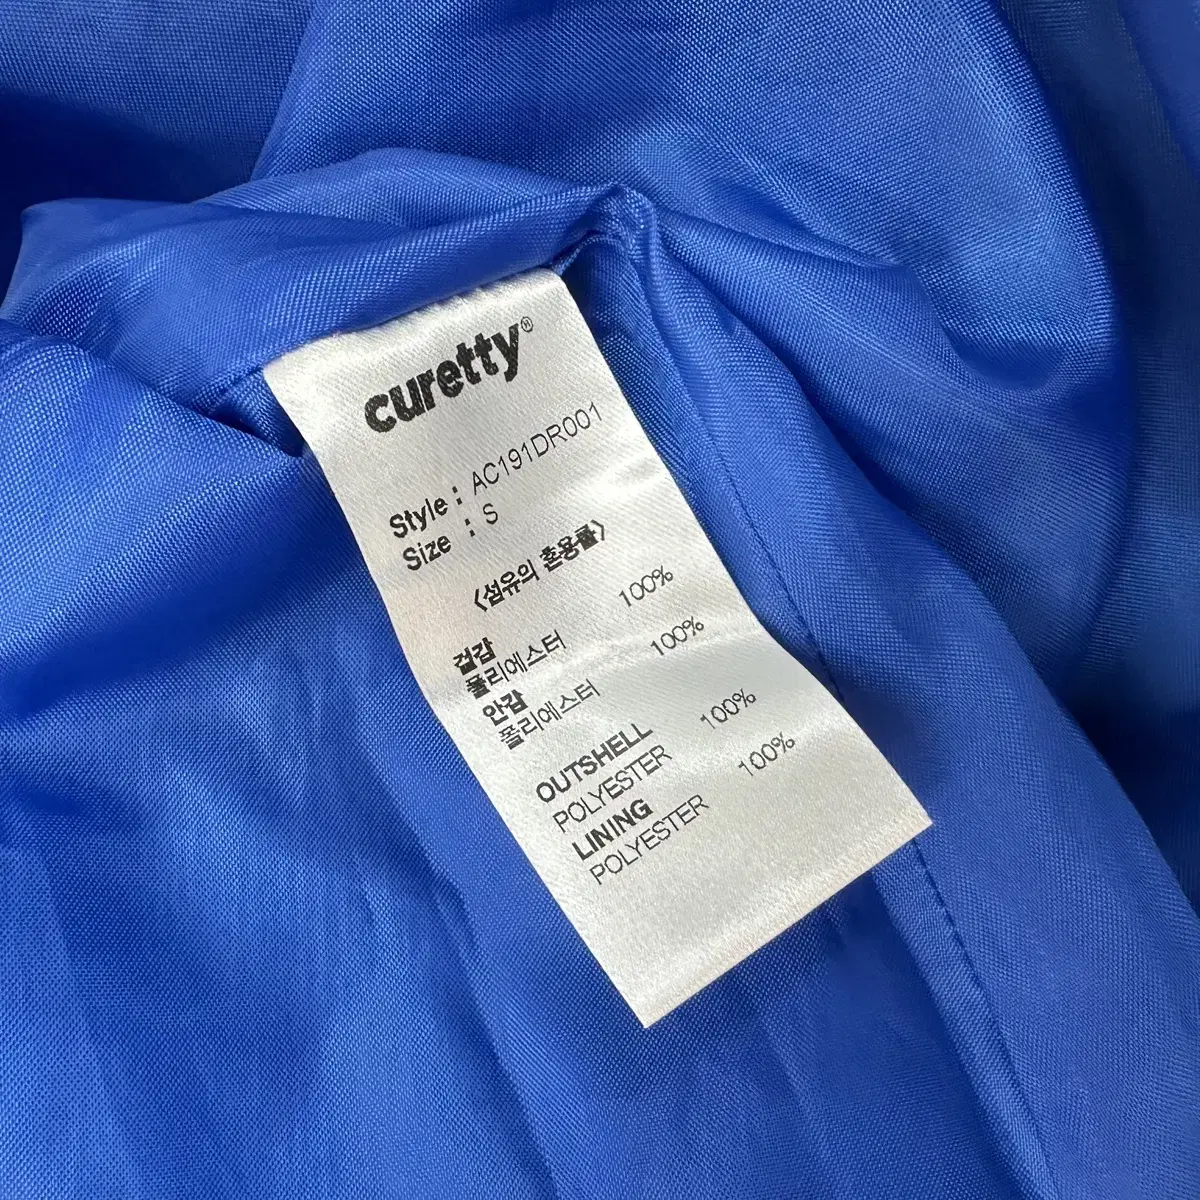 curetty
Style : AC191DR001
Size : S
<섬유의 혼용률>
겉감
폴리에스터 100%
안감
폴리에스터 100%
OUTSHELL
POLYESTER 100%
LINING
POLYESTER 100%